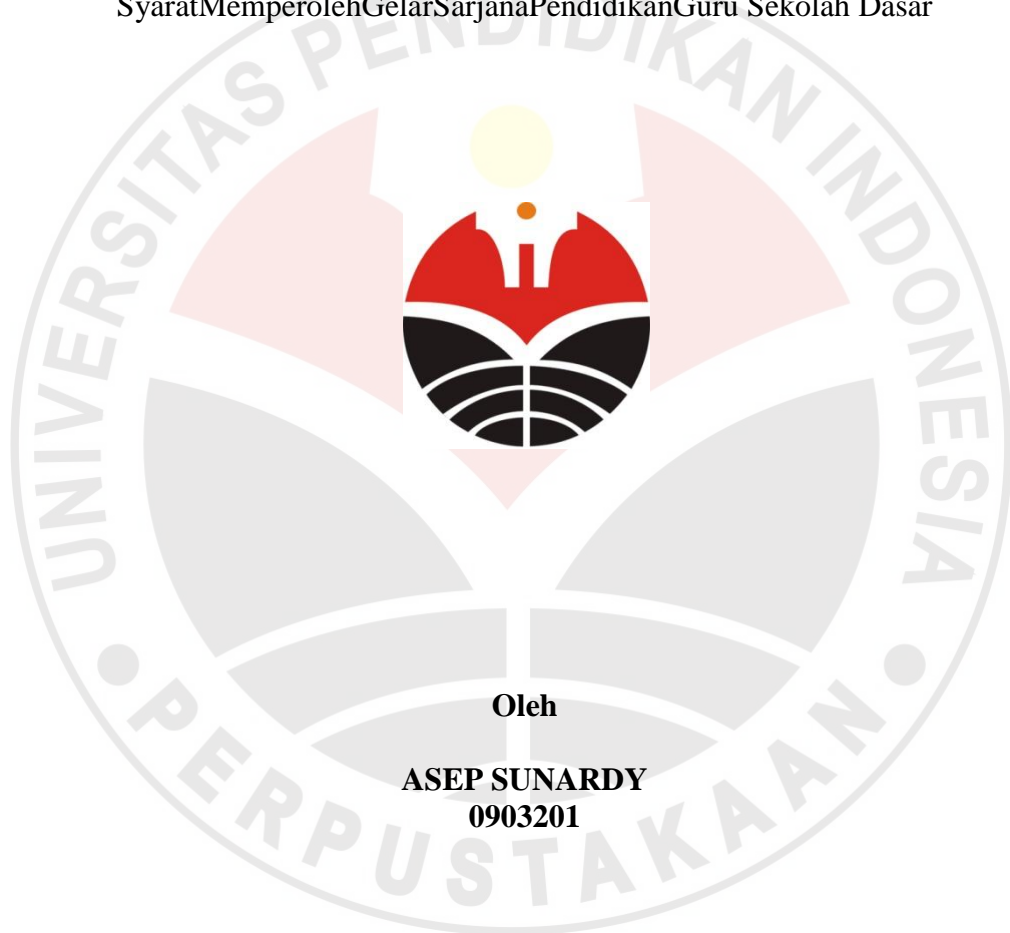 SyaratMemperolehGelarSarjanaPendidikanGuru Sekolah Dasar
UNIVERSITAS PENDIDIKAN INDONESIA
Oleh
ASEP SUNARDY
0903201
PERPUSTAKAAN